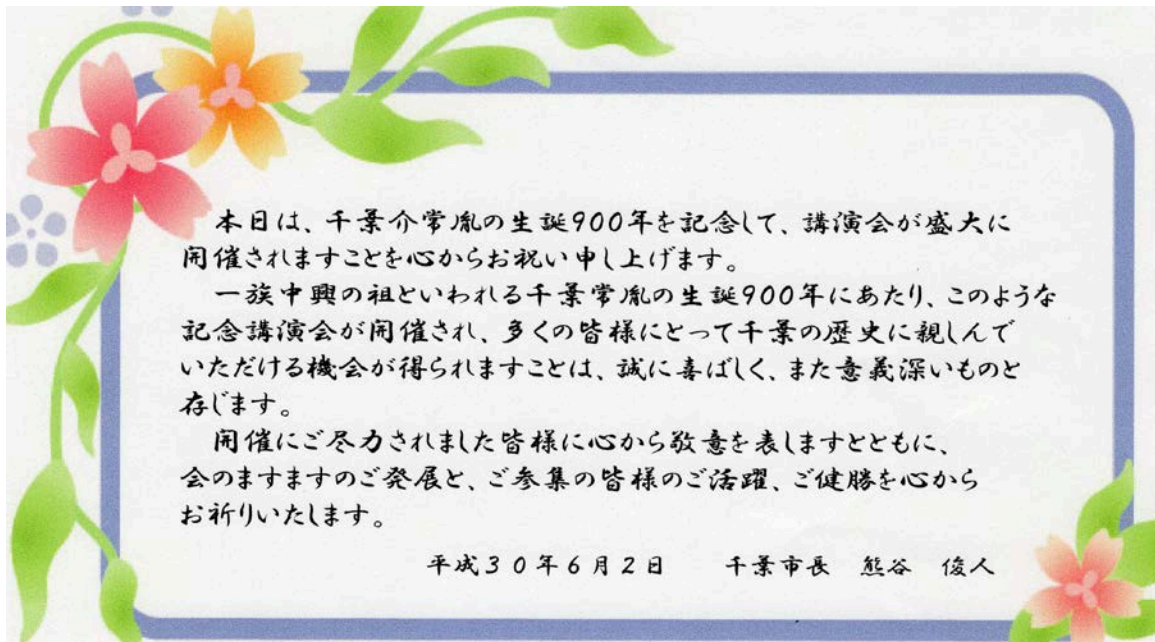 本日は、千葉介常胤の生誕900年を記念して、講演会が盛大に
開催されますことを心からお祝い申し上げます。
一族中興の祖といわれる千葉常胤の生誕900年にあたり、このような
記念講演会が開催され、多くの皆様にとって千葉の歴史に親しんで
いただける機会が得られますことは、誠に喜ばしく、また意義深いものと
存じます。
開催にご尽力されました皆様に心から敬意を表しますとともに、
会のますますのご発展と、ご参集の皆様のご活躍、ご健勝を心から
お祈りいたします。
平成30年6月2日　千葉市長　熊谷　俊人